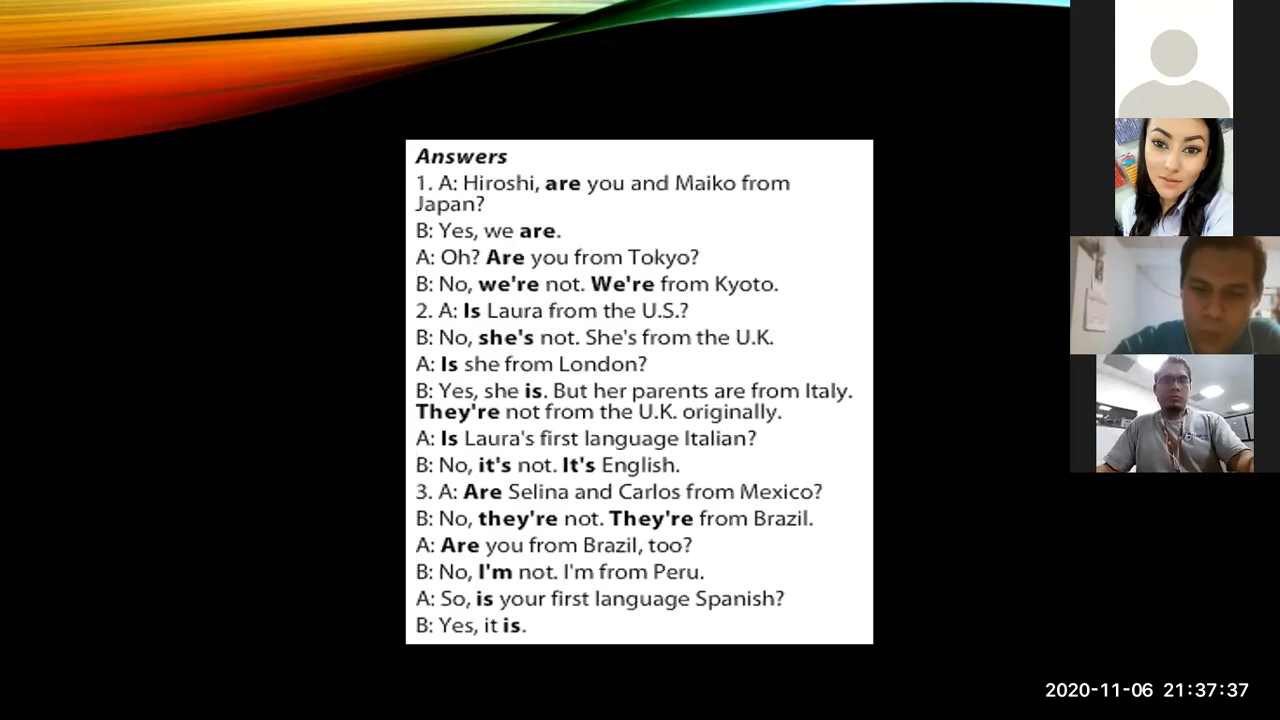 Answers
1. A: Hiroshi, are you and Maiko from
Japan?
B: Yes, we are.
A: Oh? Are you from Tokyo?
B: No, we're not. We're from Kyoto.
2. A: Is Laura from the U.S.?
B: No, she's not. She's from the U.K.
A: Is she from London?
B: Yes, she is. But her parents are from Italy.
They're not from the U.K. originally.
A: Is Laura's first language Italian?
B: No, it's not. It's English.
3. A: Are Selina and Carlos from Mexico?
B: No, they're not. They're from Brazil.
A: Are you from Brazil, too?
B: No, I'm not. I'm from Peru.
A: So, is your first language Spanish?
B: Yes, it is.
2020-11-06 21:37:37